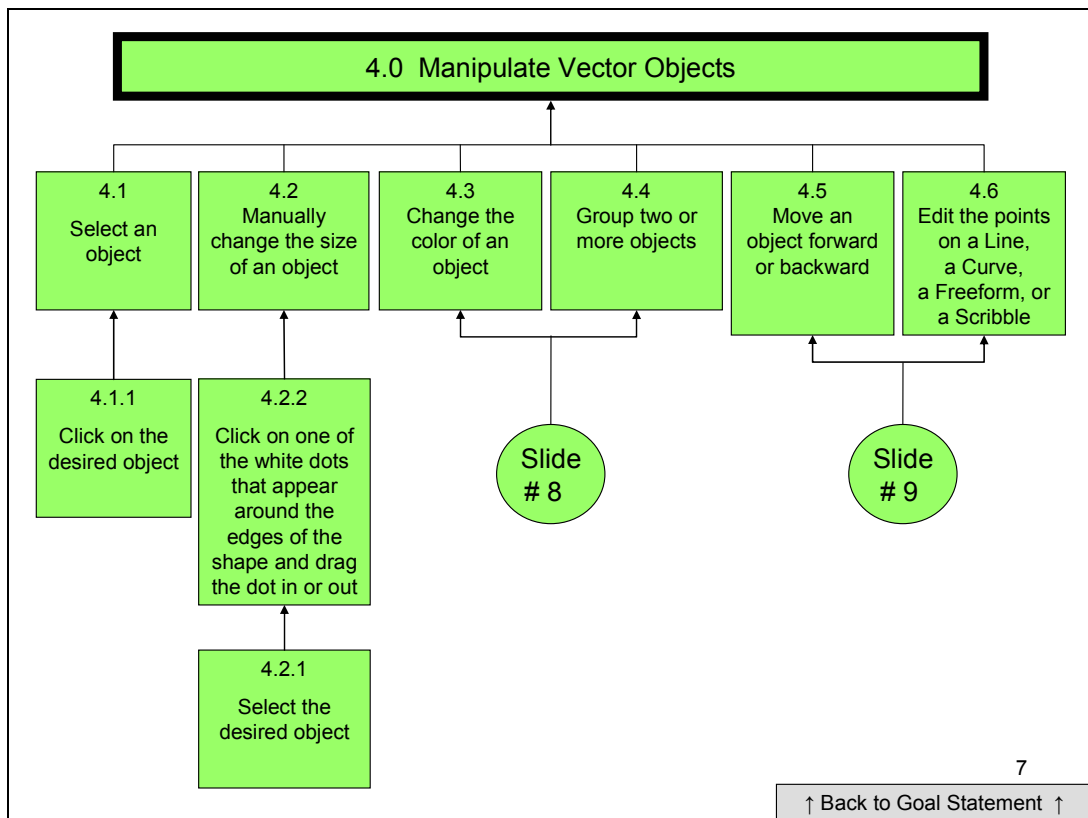 4.0 Manipulate Vector Objects
4.1
Select an
object
4.2
Manually
change the size
of an object
4.3
Change the
color of an
object
4.4
Group two or
more objects
4.5
Move an
object forward
or backward
4.6
Edit the points
on a Line,
a Curve,
a Freeform, or
a Scribble
4.1.1
Click on the
desired object
4.2.2
Click on one of
the white dots
that appear
around the
edges of the
shape and drag
the dot in or out
Slide
# 8
Slide
# 9
4.2.1
Select the
desired object
7
↑ Back to Goal Statement ↑